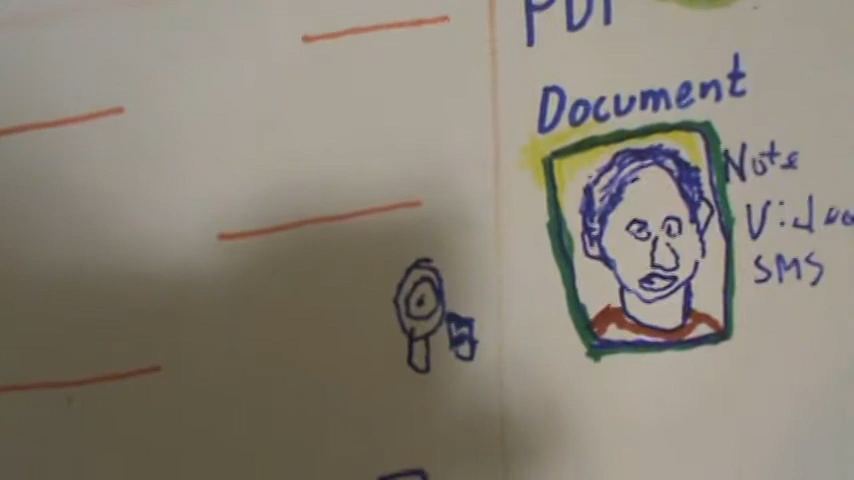 PDF
Document
Note
Video
SMS